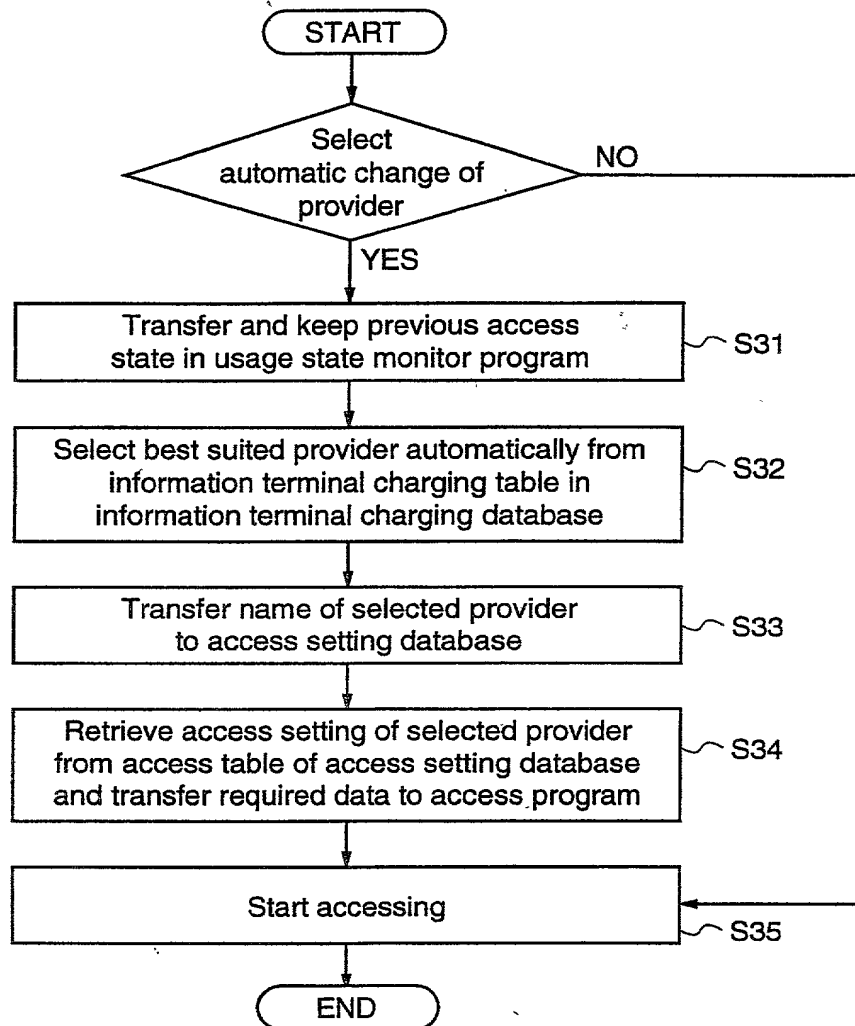 START
Select
automatic change of
provider
NO
YES
Transfer and keep previous access
state in usage state monitor program
S31
Select best suited provider automatically from
information terminal charging table in
information terminal charging database
S32
Transfer name of selected provider
to access setting database
S33
Retrieve access setting of selected provider
from access table of access setting database
and transfer required data to access program
S34
Start accessing
S35
END